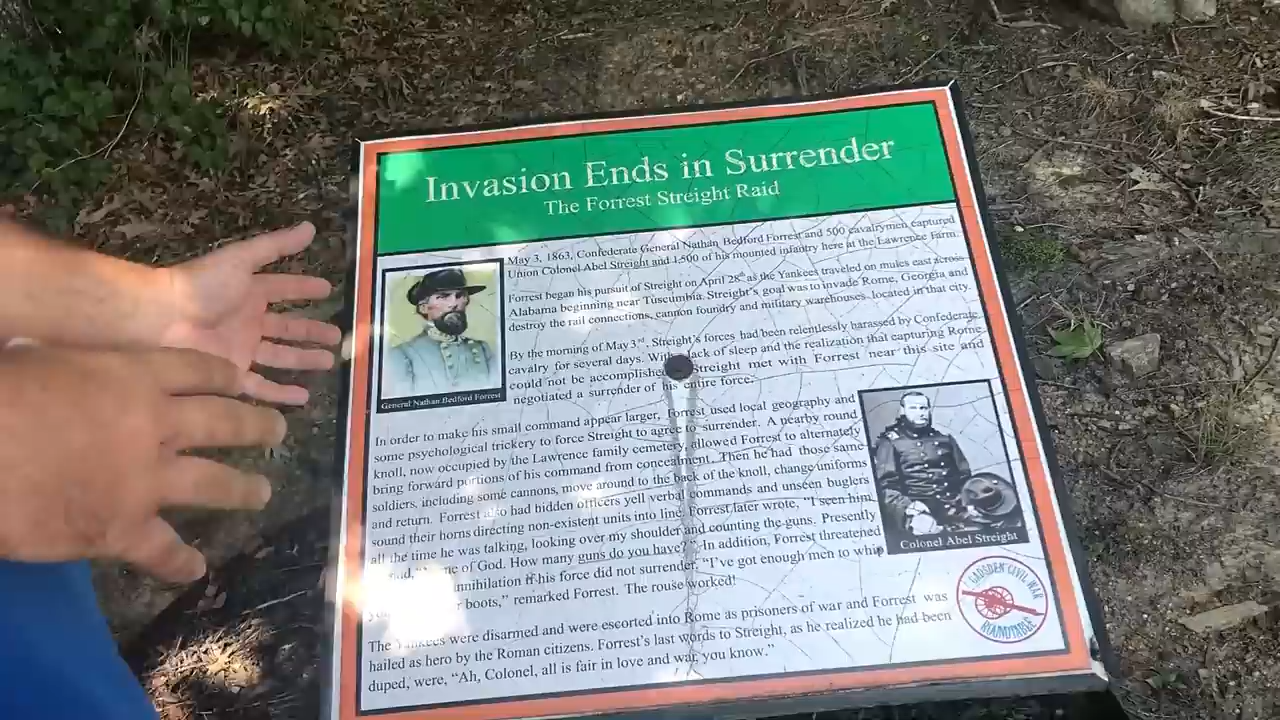 Invasion Ends in Surrender
The Forrest Streight Raid
May 3, 1863, Confederate General Nathan Bedford Forrest and 500 cavalrymen captured
Union Colonel Abel Streight and 1,500 of his mounted infantry here at the Lawrence Farm.
Forrest began his pursuit of Streight on April 28th as the Yankees traveled on mules east across
Alabama beginning near Tuscumbia. Streight's goal was to invade Rome, Georgia and
destroy the rail connections, cannon foundry and military warehouses located in that city.
By the morning of May 3rd, Streight's forces had been relentlessly harassed by Confederate
cavalry for several days. With lack of sleep and the realization that capturing Rome
could not be accomplished Streight met with Forrest near this site and
negotiated a surrender of his entire force.
General Nathan Bedford Forrest
In order to make his small command appear larger, Forrest used local geography and
some psychological trickery to force Streight to agree to surrender. A nearby round
knoll, now occupied by the Lawrence family cemetery, allowed Forrest to alternately
bring forward portions of his command from concealment. Then he had those same
soldiers, including some cannons, move around to the back of the knoll, change uniforms
and return. Forrest also had hidden officers yell verbal commands and unseen buglers
sound their horns directing non-existent units into line. Forrest later wrote, "I seen him
all the time he was talking, looking over my shoulder and counting the guns. Presently
me of God. How many guns do you have?" In addition, Forrest threatened
annihilation if his force did not surrender. "I've got enough men to whip
boots," remarked Forrest. The rouse worked!
Colonel Abel Streight
The Yankees were disarmed and were escorted into Rome as prisoners of war and Forrest was
hailed as hero by the Roman citizens. Forrest's last words to Streight, as he realized he had been
duped, were, "Ah, Colonel, all is fair in love and war, you know."
GADSDEN CIVIL WAR
ROUNDTABLE